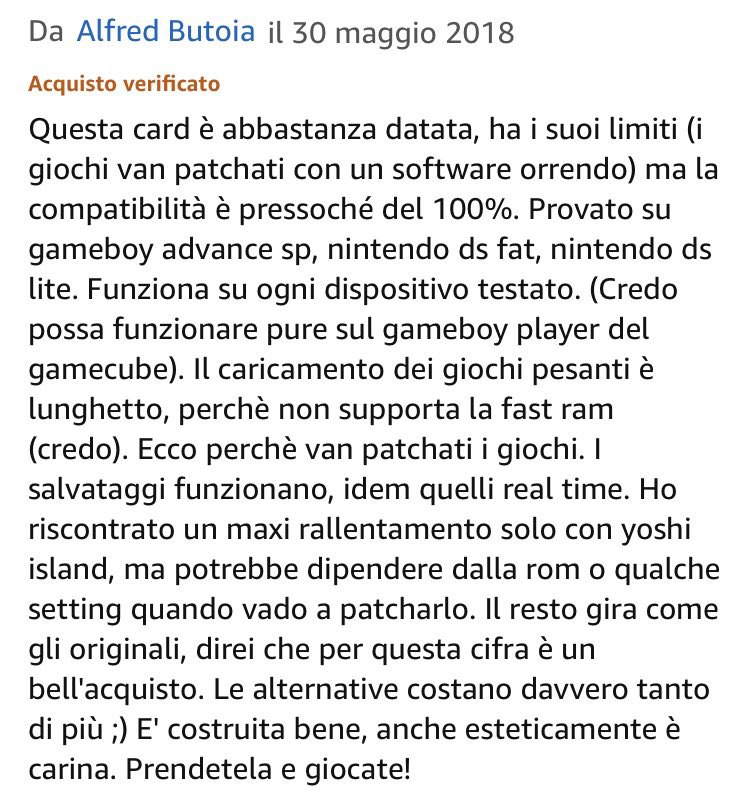 Da Alfred Butoia il 30 maggio 2018
Acquisto verificato
Questa card è abbastanza datata, ha i suoi limiti (i
giochi van patchati con un software orrendo) ma la
compatibilità è pressoché del 100%. Provato su
gameboy advance sp, nintendo ds fat, nintendo ds
lite. Funziona su ogni dispositivo testato. (Credo
possa funzionare pure sul gameboy player del
gamecube). Il caricamento dei giochi pesanti è
lunghetto, perchè non supporta la fast ram
(credo). Ecco perchè van patchati i giochi. I
salvataggi funzionano, idem quelli real time. Ho
riscontrato un maxi rallentamento solo con yoshi
island, ma potrebbe dipendere dalla rom o qualche
setting quando vado a patcharlo. Il resto gira come
gli originali, direi che per questa cifra è un
bell'acquisto. Le alternative costano davvero tanto
di più ;) E' costruita bene, anche esteticamente è
carina. Prendetela e giocate!